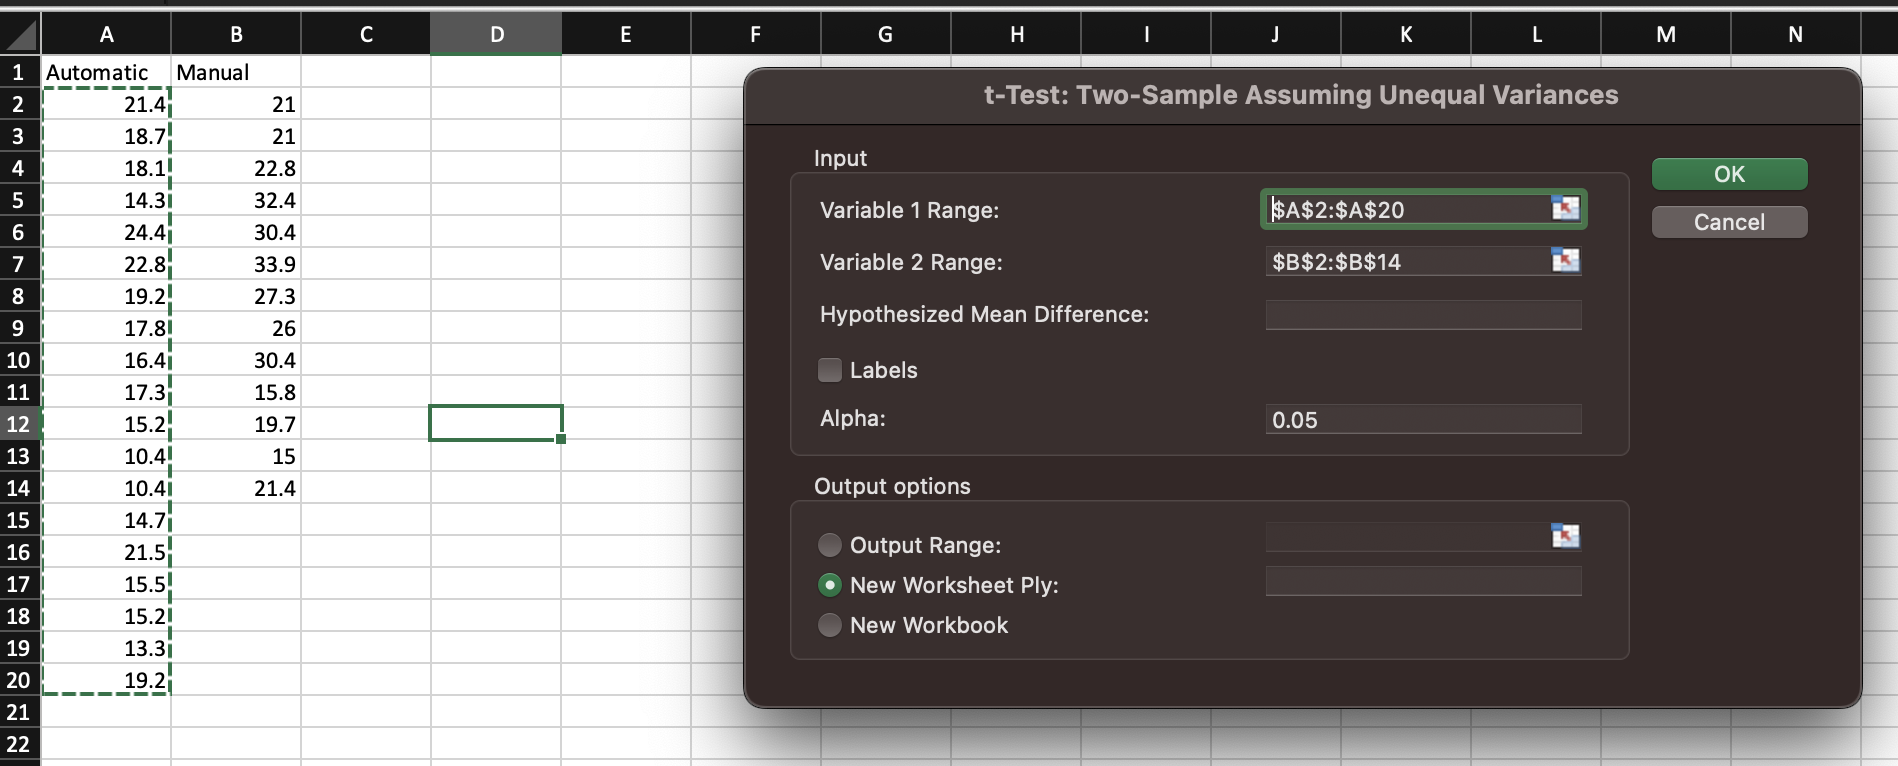 A B C D E F G H I J K L M N
1 Automatic Manual
2 21.4 21
3 18.7 21
4 18.1 22.8
5 14.3 32.4
6 24.4 30.4
7 22.8 33.9
8 19.2 27.3
9 17.8 26
10 16.4 30.4
11 17.3 15.8
12 15.2 19.7
13 10.4 15
14 10.4 21.4
15 14.7
16 21.5
17 15.5
18 15.2
19 13.3
20 19.2
21
22
t-Test: Two-Sample Assuming Unequal Variances
Input
Variable 1 Range: $A$2:$A$20
Variable 2 Range: $B$2:$B$14
Hypothesized Mean Difference:
Labels
Alpha: 0.05
OK
Cancel
Output options
Output Range:
New Worksheet Ply:
New Workbook